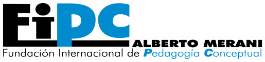 FiPC
ALBERTO MERANI
Fundación Internacional de Pedagogía Conceptual